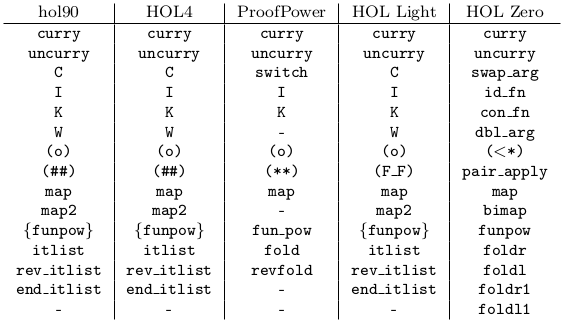 hol90 HOL4 ProofPower HOL Light HOL Zero
curry curry curry curry curry
uncurry uncurry uncurry uncurry uncurry
C C switch C swap_arg
I I I I id_fn
K K K K con_fn
W W - W dbl_arg
(o) (o) (o) (o) (<*)
(##) (##) (**) (F_F) pair_apply
map map map map map
map2 map2 - map2 bimap
{funpow} {funpow} fun_pow {funpow} funpow
itlist itlist fold itlist foldr
rev_itlist rev_itlist revfold rev_itlist foldl
end_itlist end_itlist - end_itlist foldr1
- - - - foldl1